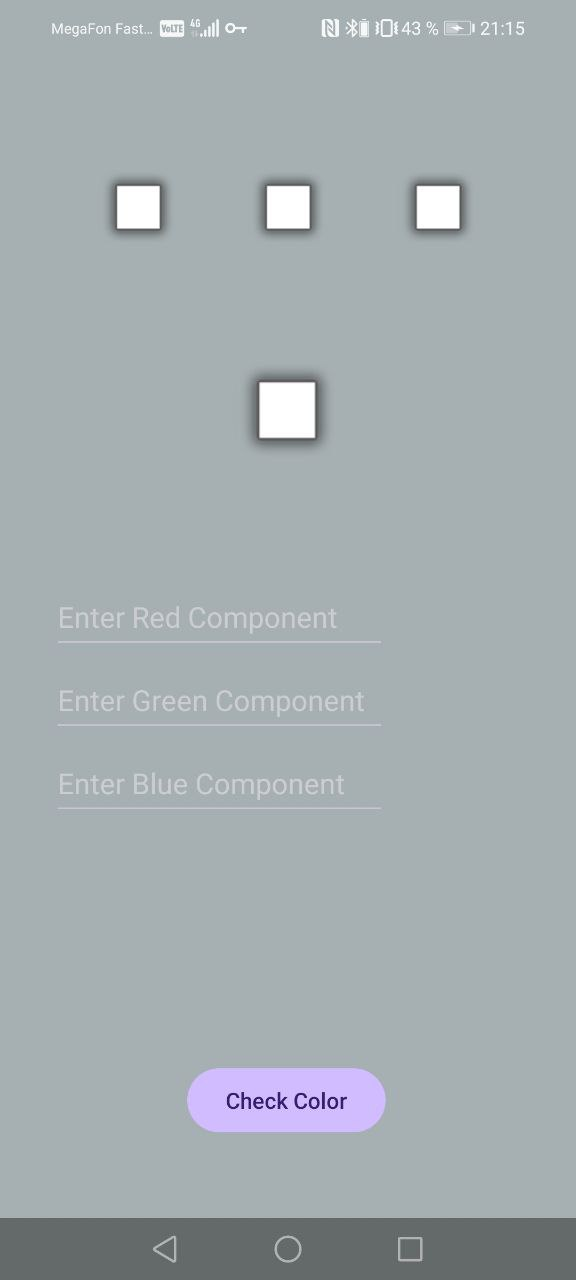 MegaFon Fast... VoLTE 4G 43 % 21:15
Enter Red Component
Enter Green Component
Enter Blue Component
Check Color